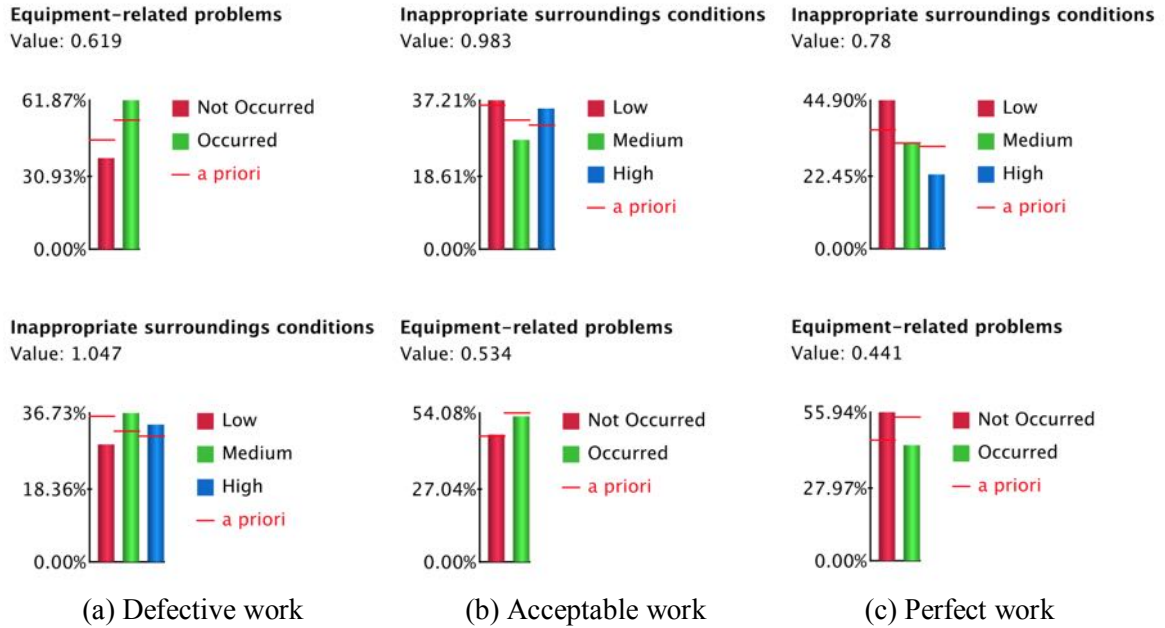 Equipment-related problems
Value: 0.619
61.87%
30.93%
0.00%
Not Occurred
Occurred
a priori
Inappropriate surroundings conditions
Value: 0.983
37.21%
18.61%
0.00%
Low
Medium
High
a priori
Inappropriate surroundings conditions
Value: 0.78
44.90%
22.45%
0.00%
Low
Medium
High
a priori
Inappropriate surroundings conditions
Value: 1.047
36.73%
18.36%
0.00%
Low
Medium
High
a priori
Equipment-related problems
Value: 0.534
54.08%
27.04%
0.00%
Not Occurred
Occurred
a priori
Equipment-related problems
Value: 0.441
55.94%
27.97%
0.00%
Not Occurred
Occurred
a priori
(a) Defective work
(b) Acceptable work
(c) Perfect work